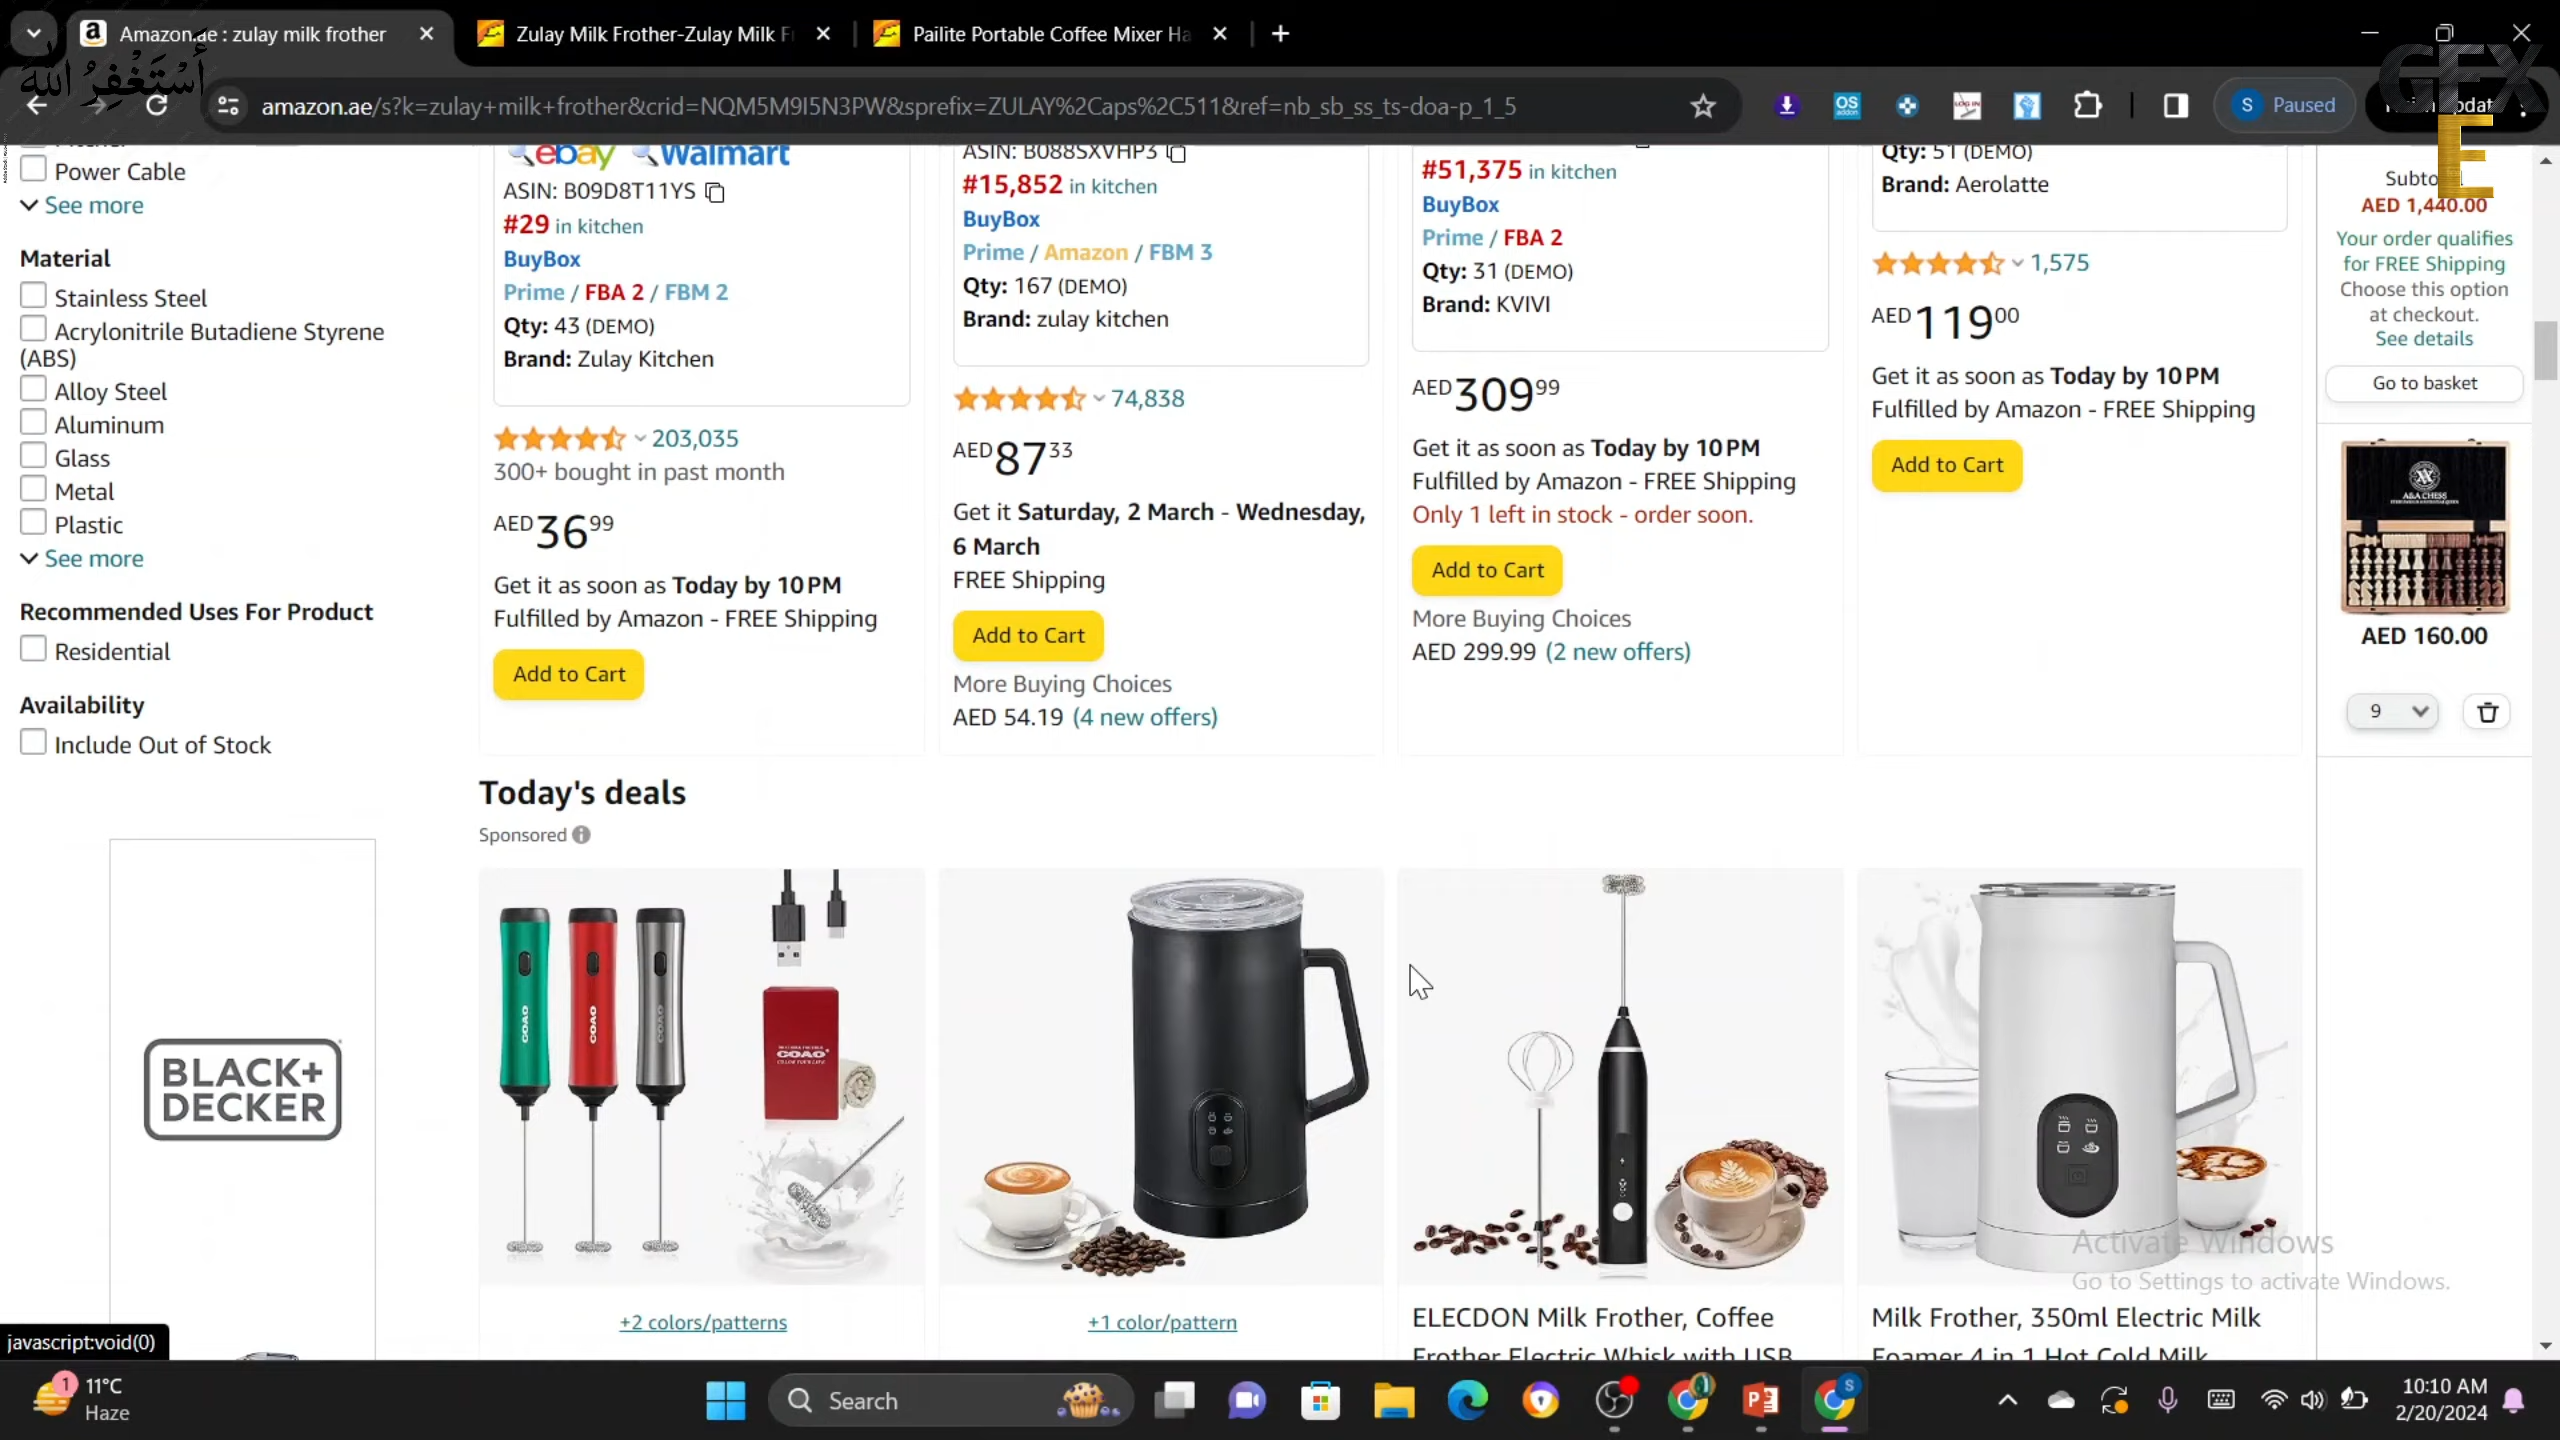 Amazon.ae : zulay milk frother
Zulay Milk Frother-Zulay Milk F
Pailite Portable Coffee Mixer Ha
أَسْتَغْفِرُ اللَّه
amazon.ae/s?k=zulay+milk+frother&crid=NQM5M9I5N3PW&sprefix=ZULAY%2Caps%2C511&ref=nb_sb_ss_ts-doa-p_1_5
OS addon
LOG IN
S Paused
GFX
E
Power Cable
See more
Material
Stainless Steel
Acrylonitrile Butadiene Styrene
(ABS)
Alloy Steel
Aluminum
Glass
Metal
Plastic
See more
Recommended Uses For Product
Residential
Availability
Include Out of Stock
BLACK+
DECKER
ebay Walmart
ASIN: B09D8T11YS
#29 in kitchen
BuyBox
Prime / FBA 2 / FBM 2
Qty: 43 (DEMO)
Brand: Zulay Kitchen
203,035
300+ bought in past month
AED 36 99
Get it as soon as Today by 10 PM
Fulfilled by Amazon - FREE Shipping
Add to Cart
ASIN: B088SXVHP3
#15,852 in kitchen
BuyBox
Prime / Amazon / FBM 3
Qty: 167 (DEMO)
Brand: zulay kitchen
74,838
AED 87 33
Get it Saturday, 2 March - Wednesday,
6 March
FREE Shipping
Add to Cart
More Buying Choices
AED 54.19 (4 new offers)
#51,375 in kitchen
BuyBox
Prime / FBA 2
Qty: 31 (DEMO)
Brand: KVIVI
AED 309 99
Get it as soon as Today by 10 PM
Fulfilled by Amazon - FREE Shipping
Only 1 left in stock - order soon.
Add to Cart
More Buying Choices
AED 299.99 (2 new offers)
Qty: 51 (DEMO)
Brand: Aerolatte
1,575
AED 119 00
Get it as soon as Today by 10 PM
Fulfilled by Amazon - FREE Shipping
Add to Cart
AED 1,440.00
Your order qualifies
for FREE Shipping
Choose this option
at checkout.
See details
Go to basket
A&A CHESS
AED 160.00
9
Today's deals
Sponsored
COAO
COAO
COAO
COAO
+2 colors/patterns
+1 color/pattern
ELECDON Milk Frother, Coffee
Frother Electric Whisk with USB
Milk Frother, 350ml Electric Milk
Foamer 4 in 1 Hot Cold Milk
Activate Windows
Go to Settings to activate Windows.
javascript:void(0)
1
11°C
Haze
Search
10:10 AM
2/20/2024